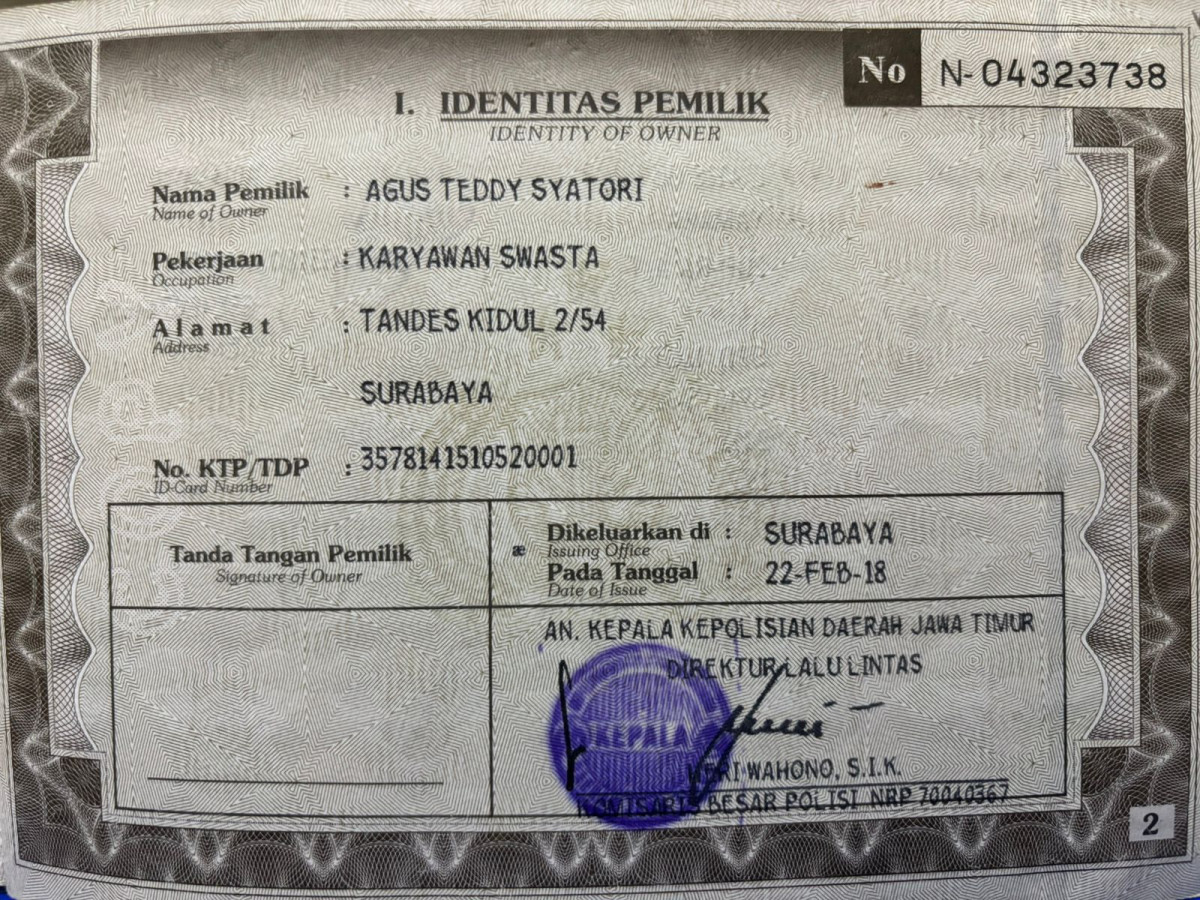 No N-04323738
I. IDENTITAS PEMILIK
IDENTITY OF OWNER
Nama Pemilik : AGUS TEDDY SYATORI
Name of Owner
Pekerjaan : KARYAWAN SWASTA
Occupation
Alamat : TANDES KIDUL 2/54
Address
SURABAYA
No. KTP/TDP : 3578141510520001
ID-Card Number
Tanda Tangan Pemilik
Signature of Owner
æ Dikeluarkan di : SURABAYA
Issuing Office
Pada Tanggal : 22-FEB-18
Date of Issue
AN. KEPALA KEPOLISIAN DAERAH JAWA TIMUR
DIREKTUR LALU LINTAS
KEPALA
HERI WAHONO, S.I.K.
KOMISARIS BESAR POLISI NRP 70040367
2